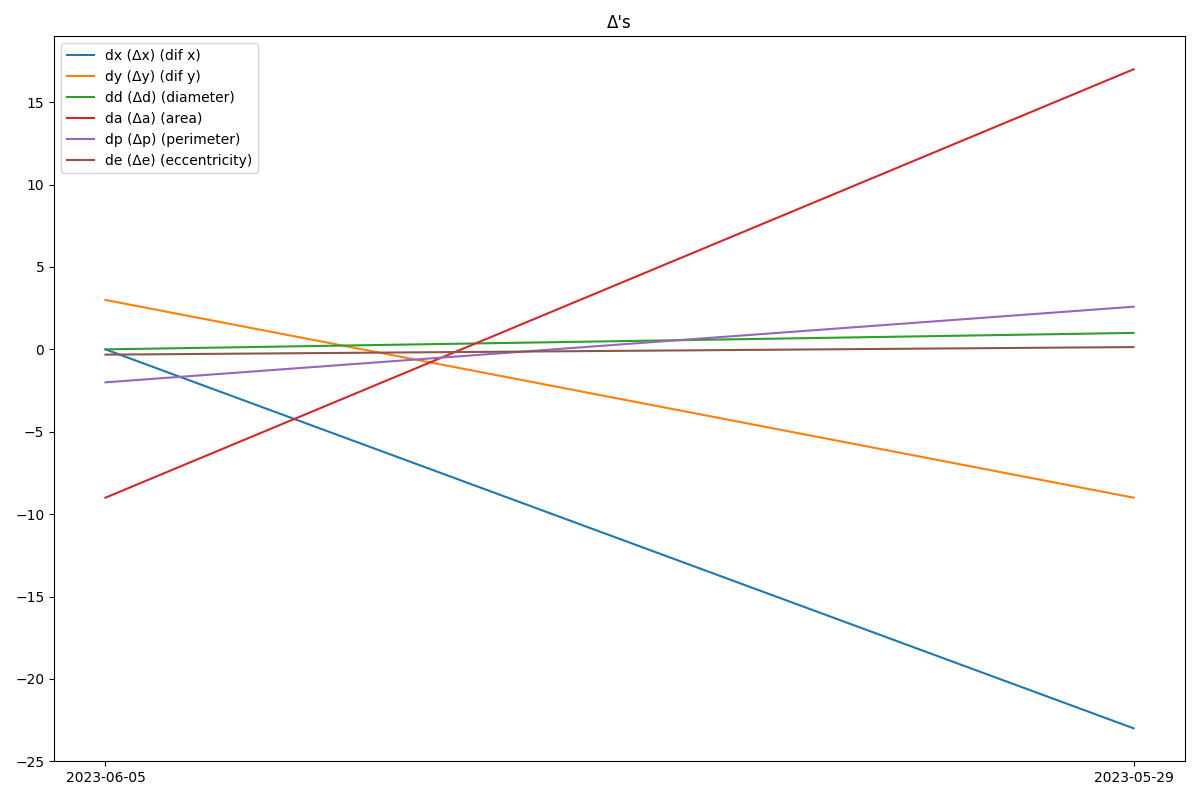 Δ's
dx (Δx) (dif x)
dy (Δy) (dif y)
dd (Δd) (diameter)
da (Δa) (area)
dp (Δp) (perimeter)
de (Δe) (eccentricity)
15
10
5
0
−5
−10
−15
−20
−25
2023-06-05 2023-05-29